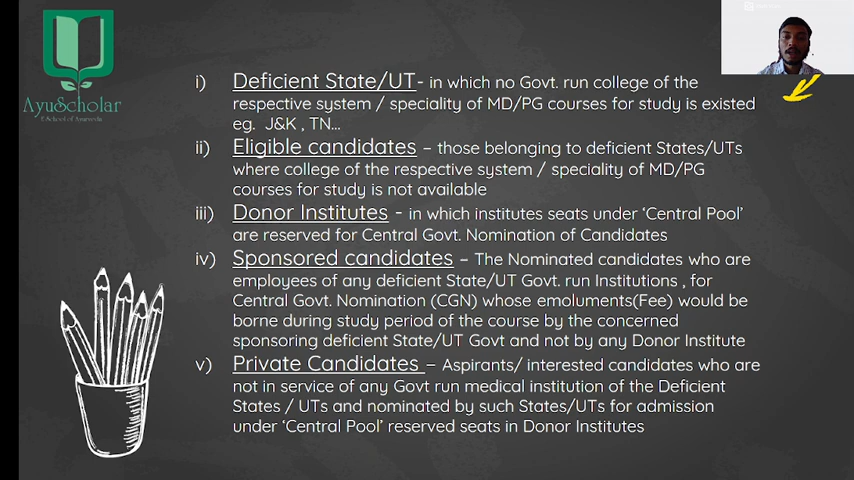 AyuScholar
E School of Ayurveda
i) Deficient State/UT- in which no Govt. run college of the
respective system / speciality of MD/PG courses for study is existed
eg. J&K , TN...
ii) Eligible candidates – those belonging to deficient States/UTs
where college of the respective system / speciality of MD/PG
courses for study is not available
iii) Donor Institutes - in which institutes seats under ‘Central Pool’
are reserved for Central Govt. Nomination of Candidates
iv) Sponsored candidates – The Nominated candidates who are
employees of any deficient State/UT Govt. run Institutions , for
Central Govt. Nomination (CGN) whose emoluments(Fee) would be
borne during study period of the course by the concerned
sponsoring deficient State/UT Govt and not by any Donor Institute
v) Private Candidates – Aspirants/ interested candidates who are
not in service of any Govt run medical institution of the Deficient
States / UTs and nominated by such States/UTs for admission
under ‘Central Pool’ reserved seats in Donor Institutes